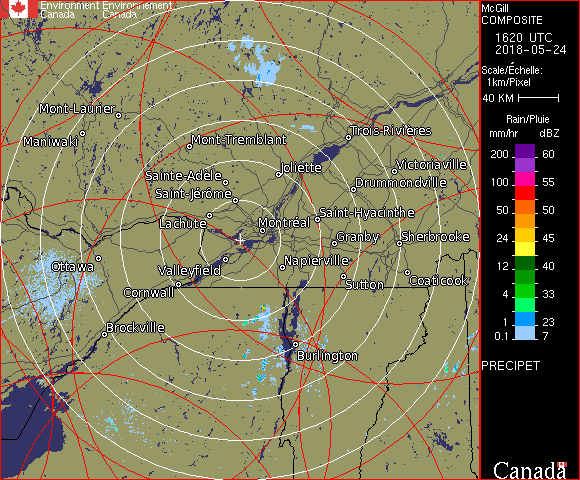 Environment Environnement
Canada Canada
McGill
COMPOSITE
1620 UTC
2018-05-24
Scale/Échelle:
1km/Pixel
40 KM
Rain/Pluie
mm/hr dBZ
200 60
100 55
50 50
24 45
12 40
4 33
1 23
0.1 7
PRECIPET
Canada
Mont-Laurier
Maniwaki
Mont-Tremblant
Trois-Rivières
Joliette
Victoriaville
Sainte-Adèle
Drummondville
Saint-Jérôme
Saint-Hyacinthe
Lachute
Montréal
Granby
Sherbrooke
Ottawa
Valleyfield
Napierville
Cornwall
Sutton
Coaticook
Brockville
Burlington